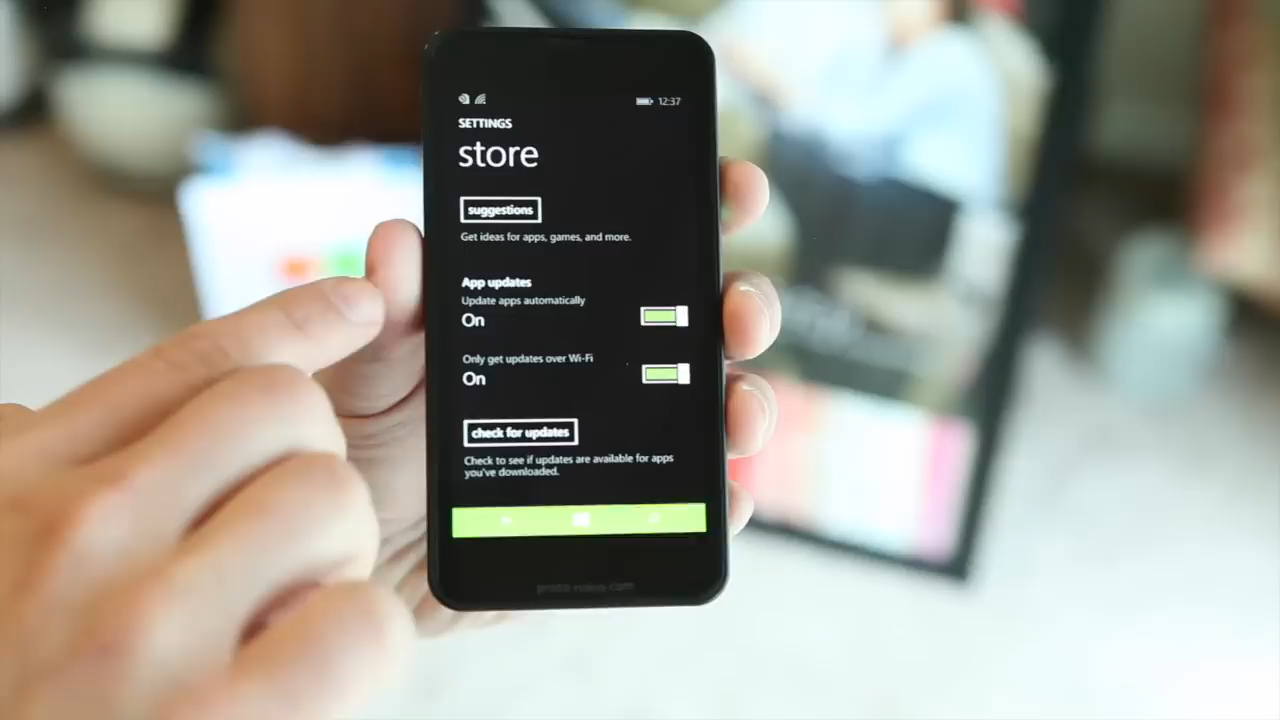 12:37
SETTINGS
store
suggestions
Get ideas for apps, games, and more.
App updates
Update apps automatically
On
Only get updates over Wi-Fi
On
check for updates
Check to see if updates are available for apps
you've downloaded.